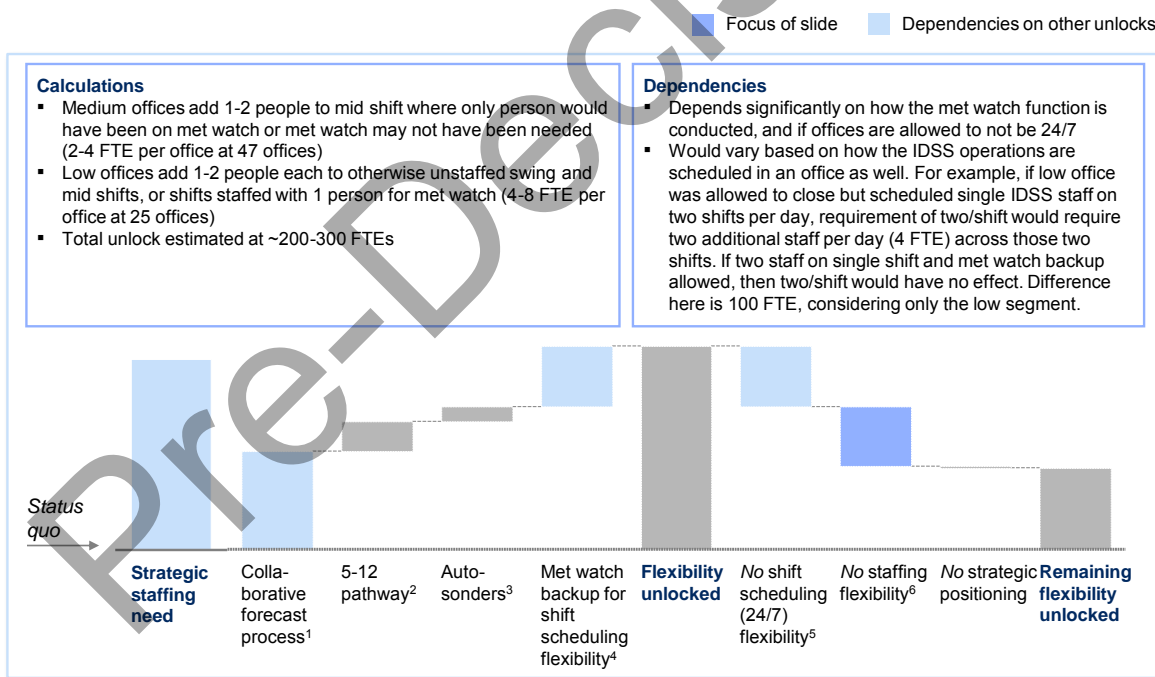 Focus of slide
Dependencies on other unlocks
Calculations
▪ Medium offices add 1-2 people to mid shift where only person would
have been on met watch or met watch may not have been needed
(2-4 FTE per office at 47 offices)
▪ Low offices add 1-2 people each to otherwise unstaffed swing and
mid shifts, or shifts staffed with 1 person for met watch (4-8 FTE per
office at 25 offices)
▪ Total unlock estimated at ~200-300 FTEs
Dependencies
▪ Depends significantly on how the met watch function is
conducted, and if offices are allowed to not be 24/7
▪ Would vary based on how the IDSS operations are
scheduled in an office as well. For example, if low office
was allowed to close but scheduled single IDSS staff on
two shifts per day, requirement of two/shift would require
two additional staff per day (4 FTE) across those two
shifts. If two staff on single shift and met watch backup
allowed, then two/shift would have no effect. Difference
here is 100 FTE, considering only the low segment.
Status
quo
Strategic
staffing
need
Colla-
borative
forecast
process¹
5-12
pathway²
Auto-
sonders³
Met watch
backup for
shift
scheduling
flexibility⁴
Flexibility
unlocked
No shift
scheduling
(24/7)
flexibility⁵
No staffing
flexibility⁶
No strategic
positioning
Remaining
flexibility
unlocked
Pre-Decis